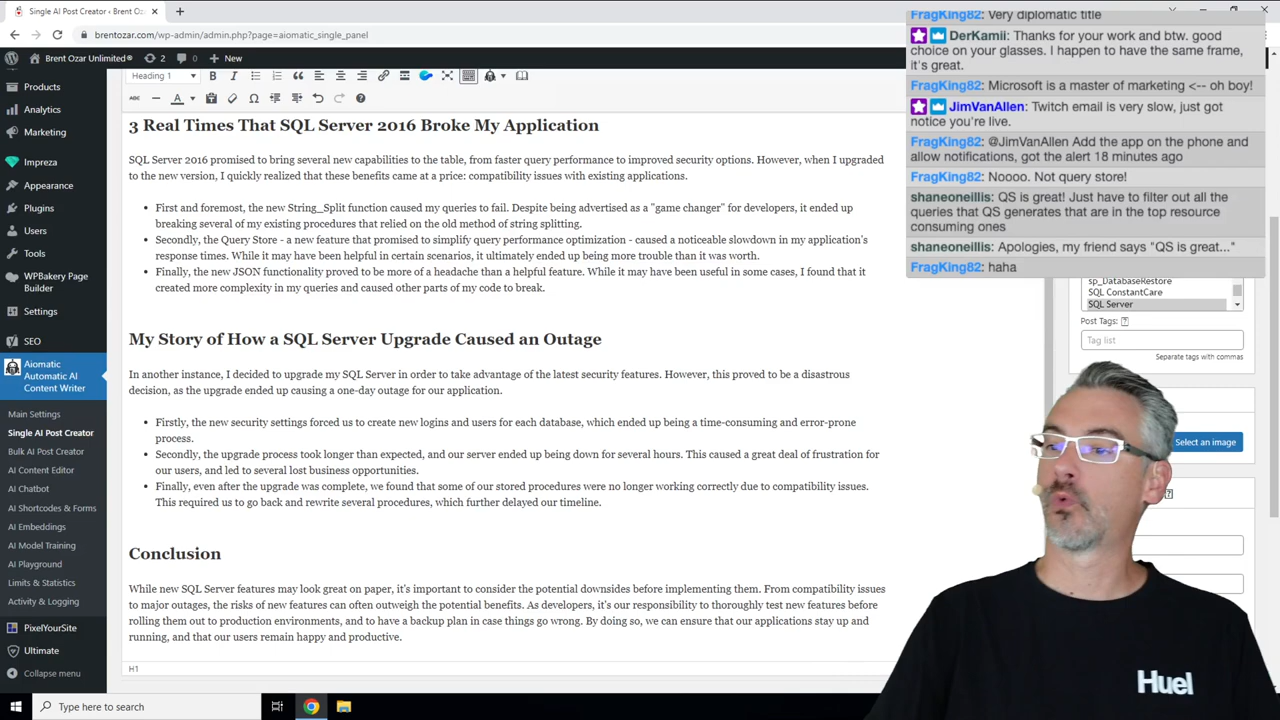 Single AI Post Creator ‹ Brent Oz
brentozar.com/wp-admin/admin.php?page=aiomatic_single_panel
Brent Ozar Unlimited®
2
0
New
Products
Analytics
Marketing
Impreza
Appearance
Plugins
Users
Tools
WPBakery Page
Builder
Settings
SEO
Aiomatic
Automatic AI
Content Writer
Main Settings
Single AI Post Creator
Bulk AI Post Creator
AI Content Editor
AI Chatbot
AI Shortcodes & Forms
AI Embeddings
AI Model Training
AI Playground
Limits & Statistics
Activity & Logging
PixelYourSite
Ultimate
Collapse menu
Heading 1
3 Real Times That SQL Server 2016 Broke My Application
SQL Server 2016 promised to bring several new capabilities to the table, from faster query performance to improved security options. However, when I upgraded
to the new version, I quickly realized that these benefits came at a price: compatibility issues with existing applications.
• First and foremost, the new String_Split function caused my queries to fail. Despite being advertised as a "game changer" for developers, it ended up
breaking several of my existing procedures that relied on the old method of string splitting.
• Secondly, the Query Store - a new feature that promised to simplify query performance optimization - caused a noticeable slowdown in my application's
response times. While it may have been helpful in certain scenarios, it ultimately ended up being more trouble than it was worth.
• Finally, the new JSON functionality proved to be more of a headache than a helpful feature. While it may have been useful in some cases, I found that it
created more complexity in my queries and caused other parts of my code to break.
My Story of How a SQL Server Upgrade Caused an Outage
In another instance, I decided to upgrade my SQL Server in order to take advantage of the latest security features. However, this proved to be a disastrous
decision, as the upgrade ended up causing a one-day outage for our application.
• Firstly, the new security settings forced us to create new logins and users for each database, which ended up being a time-consuming and error-prone
process.
• Secondly, the upgrade process took longer than expected, and our server ended up being down for several hours. This caused a great deal of frustration for
our users, and led to several lost business opportunities.
• Finally, even after the upgrade was complete, we found that some of our stored procedures were no longer working correctly due to compatibility issues.
This required us to go back and rewrite several procedures, which further delayed our timeline.
Conclusion
While new SQL Server features may look great on paper, it's important to consider the potential downsides before implementing them. From compatibility issues
to major outages, the risks of new features can often outweigh the potential benefits. As developers, it's our responsibility to thoroughly test new features before
rolling them out to production environments, and to have a backup plan in case things go wrong. By doing so, we can ensure that our applications stay up and
running, and that our users remain happy and productive.
H1
FragKing82: Very diplomatic title
DerKamii: Thanks for your work and btw. good
choice on your glasses. I happen to have the same frame,
it's great.
FragKing82: Microsoft is a master of marketing <-- oh boy!
JimVanAllen: Twitch email is very slow, just got
notice you're live.
FragKing82: @JimVanAllen Add the app on the phone and
allow notifications, got the alert 18 minutes ago
FragKing82: Noooo. Not query store!
shaneoneillis: QS is great! Just have to filter out all the
queries that QS generates that are in the top resource
consuming ones
shaneoneillis: Apologies, my friend says "QS is great..."
FragKing82: haha
sp_DatabaseRestore
SQL ConstantCare
SQL Server
Post Tags:
Tag list
Separate tags with commas
Select an image
Huel
Type here to search